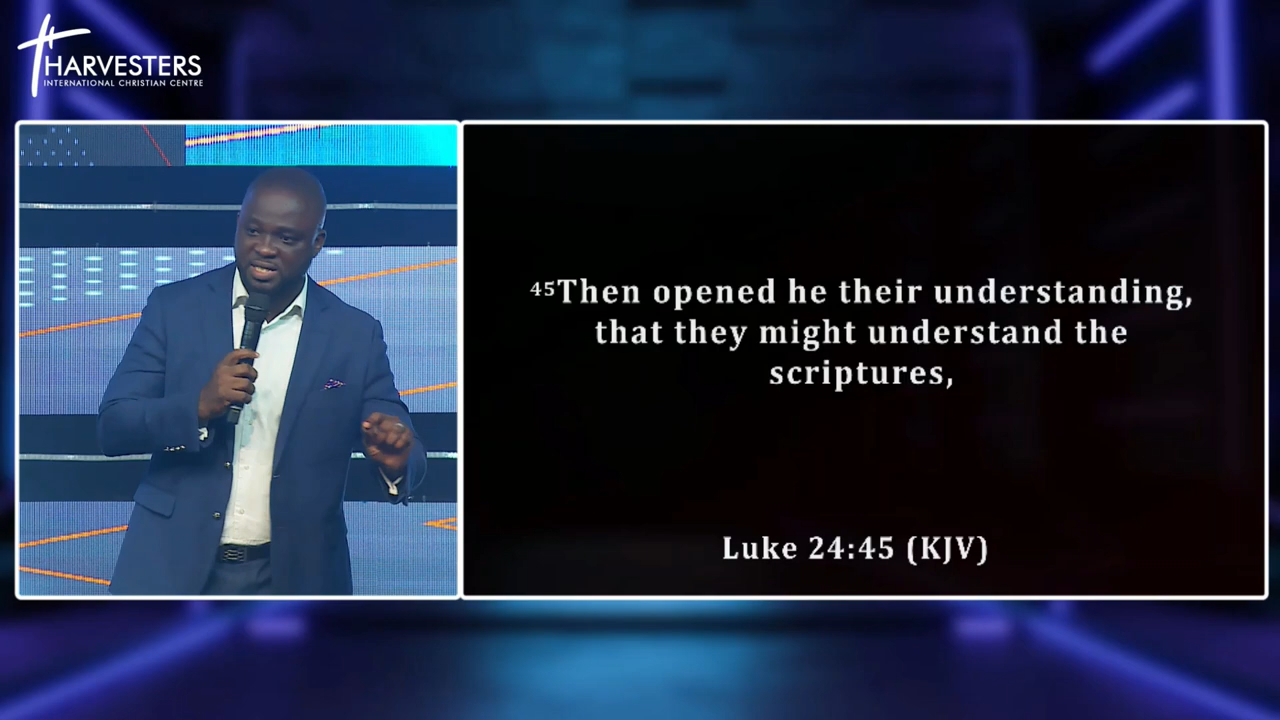 HARVESTERS
INTERNATIONAL CHRISTIAN CENTRE
⁴⁵Then opened he their understanding,
that they might understand the
scriptures,
Luke 24:45 (KJV)